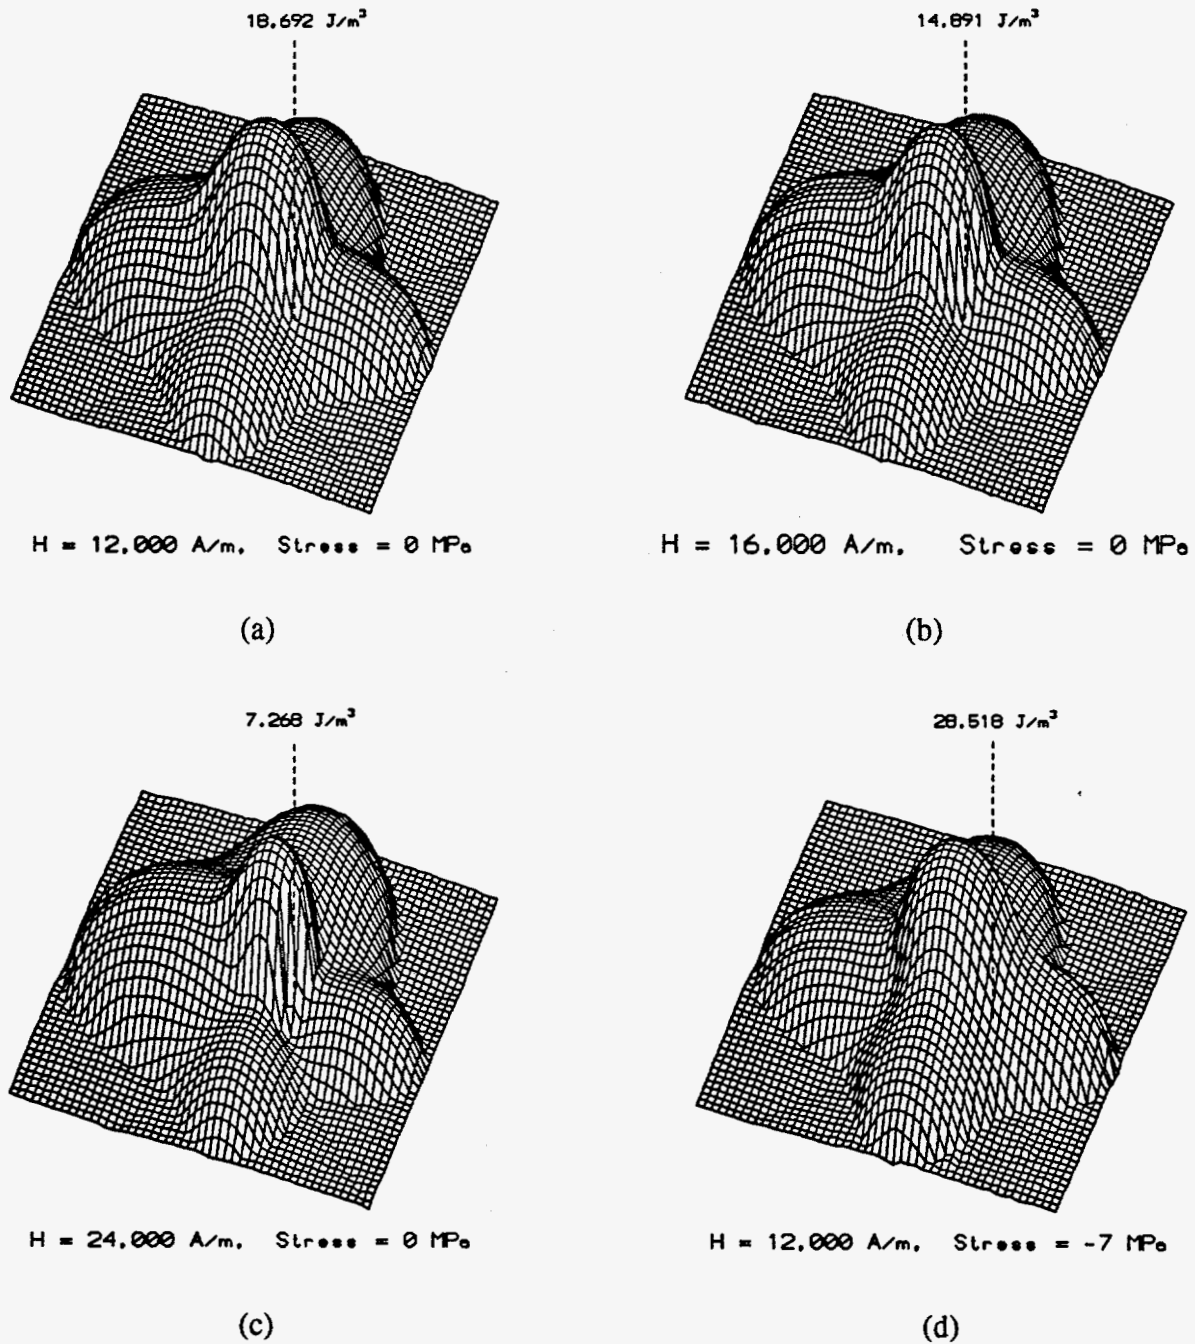 18.692 J/m³
14.891 J/m³
H = 12,000 A/m, Stress = 0 MPa
H = 16,000 A/m, Stress = 0 MPa
(a)
(b)
7.268 J/m³
28.518 J/m³
H = 24,000 A/m, Stress = 0 MPa
H = 12,000 A/m, Stress = -7 MPa
(c)
(d)